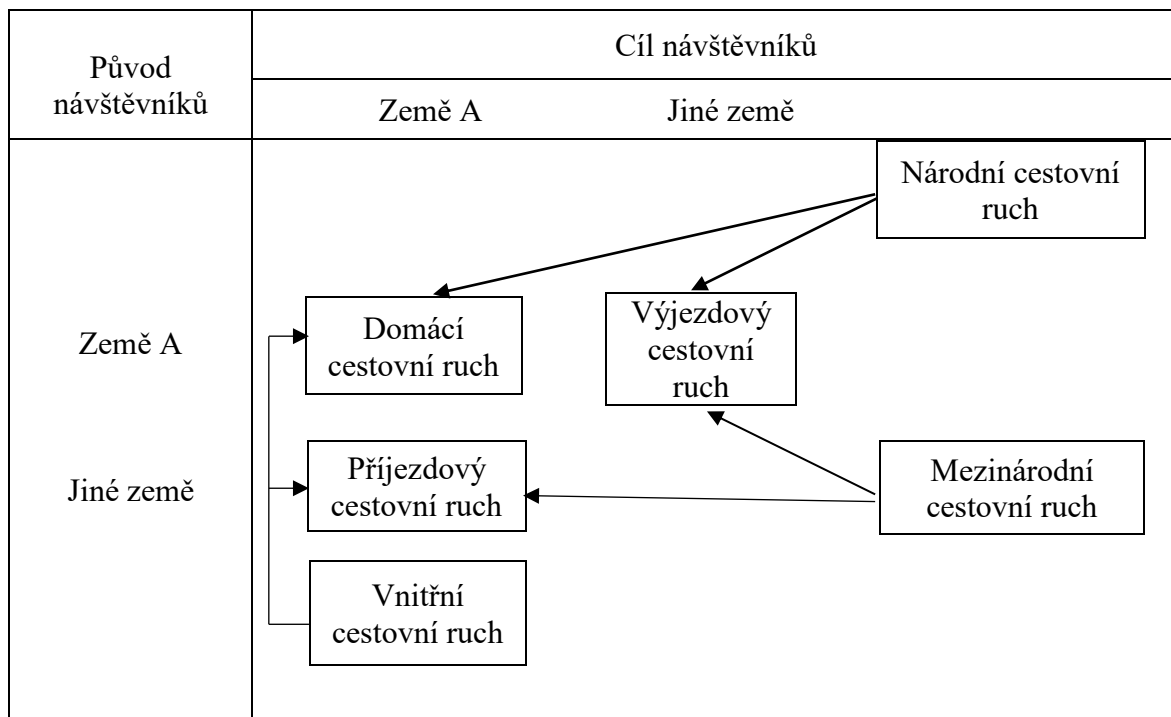 Původ
návštěvníků
Cíl návštěvníků
Země A
Jiné země
Národní cestovní
ruch
Země A
Domácí
cestovní ruch
Výjezdový
cestovní
ruch
Jiné země
Příjezdový
cestovní ruch
Mezinárodní
cestovní ruch
Vnitřní
cestovní ruch